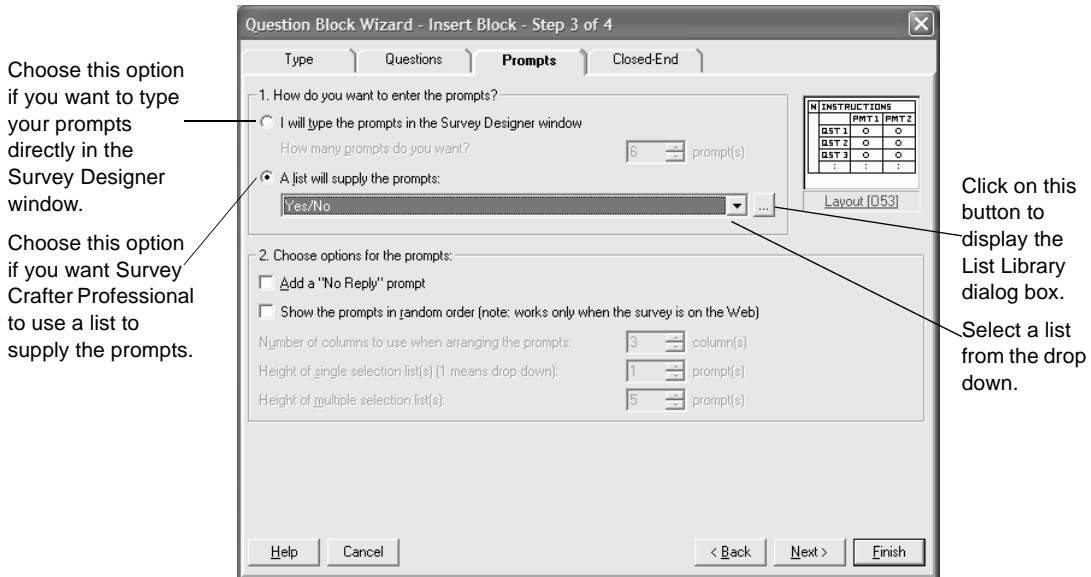 Question Block Wizard - Insert Block - Step 3 of 4
Type
Questions
Prompts
Closed-End
Choose this option
if you want to type
your prompts
directly in the
Survey Designer
window.
Choose this option
if you want Survey
Crafter Professional
to use a list to
supply the prompts.
1. How do you want to enter the prompts?
I will type the prompts in the Survey Designer window
How many prompts do you want?
6
prompt(s)
A list will supply the prompts:
Yes/No
...
N INSTRUCTIONS
PMT1 PMT2
QST 1 O O
QST 2 O O
QST 3 O O
: : :
Layout [053]
2. Choose options for the prompts:
Add a "No Reply" prompt
Show the prompts in random order (note: works only when the survey is on the Web)
Number of columns to use when arranging the prompts:
3
column(s)
Height of single selection list(s) (1 means drop down):
1
prompt(s)
Height of multiple selection list(s):
5
prompt(s)
Help
Cancel
< Back
Next >
Finish
Click on this
button to
display the
List Library
dialog box.
Select a list
from the drop
down.